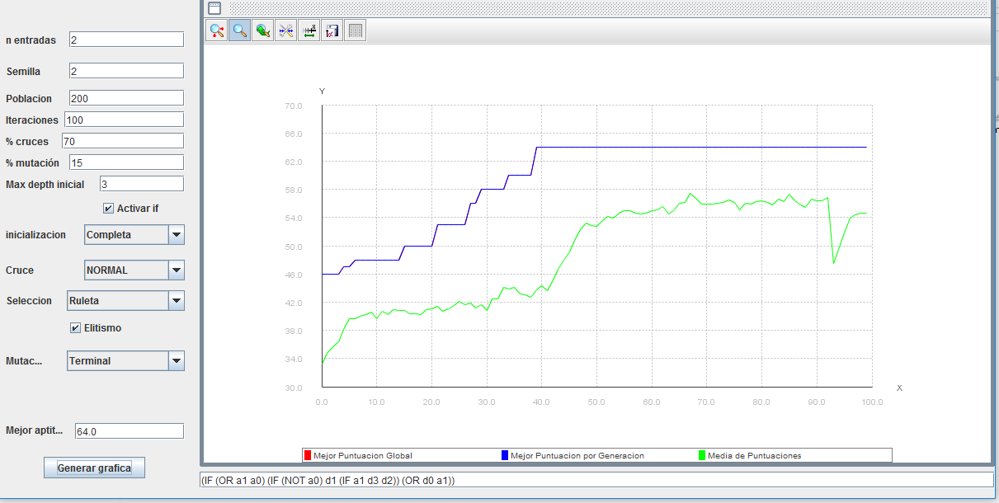 n entradas 2
Semilla 2
Poblacion 200
Iteraciones 100
% cruces 70
% mutación 15
Max depth inicial 3
Activar if
inicializacion Completa
Cruce NORMAL
Seleccion Ruleta
Elitismo
Mutac... Terminal
Mejor aptit... 64.0
Generar grafica
Y
70.0
66.0
62.0
58.0
54.0
50.0
46.0
42.0
38.0
34.0
30.0
X
0.0 10.0 20.0 30.0 40.0 50.0 60.0 70.0 80.0 90.0 100.0
Mejor Puntuacion Global Mejor Puntuacion por Generacion Media de Puntuaciones
(IF (OR a1 a0) (IF (NOT a0) d1 (IF a1 d3 d2)) (OR d0 a1))